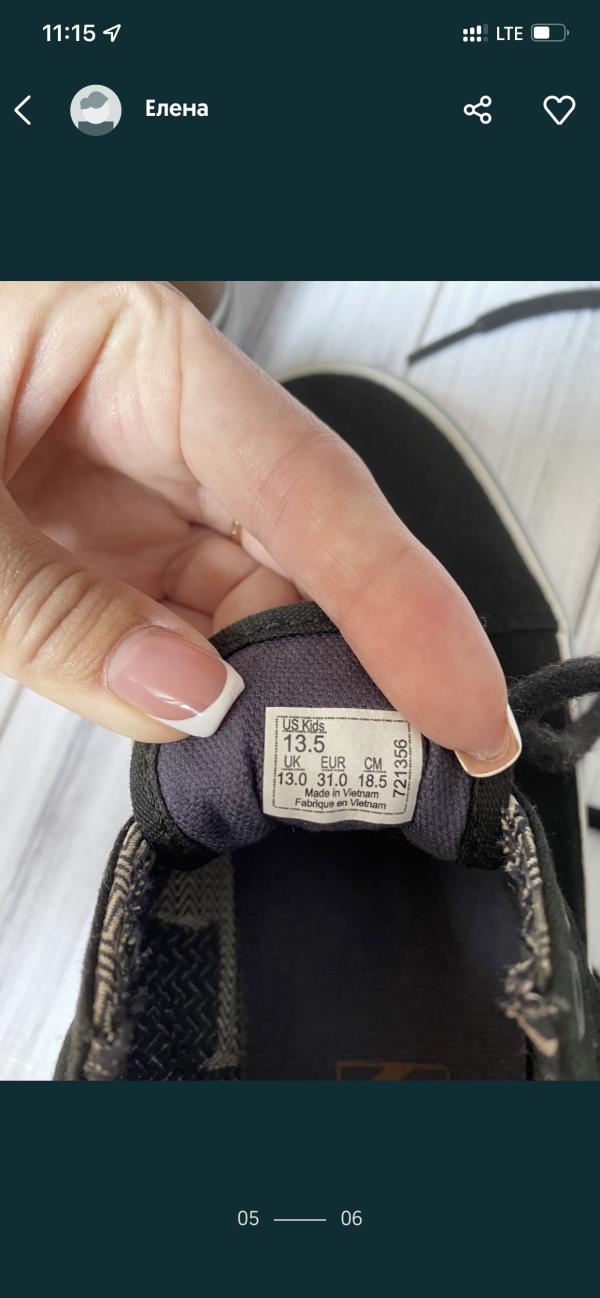 11:15 LTE
Елена
US Kids
13.5
UK EUR CM
13.0 31.0 18.5
Made in Vietnam
Fabrique en Vietnam
721356
05 06